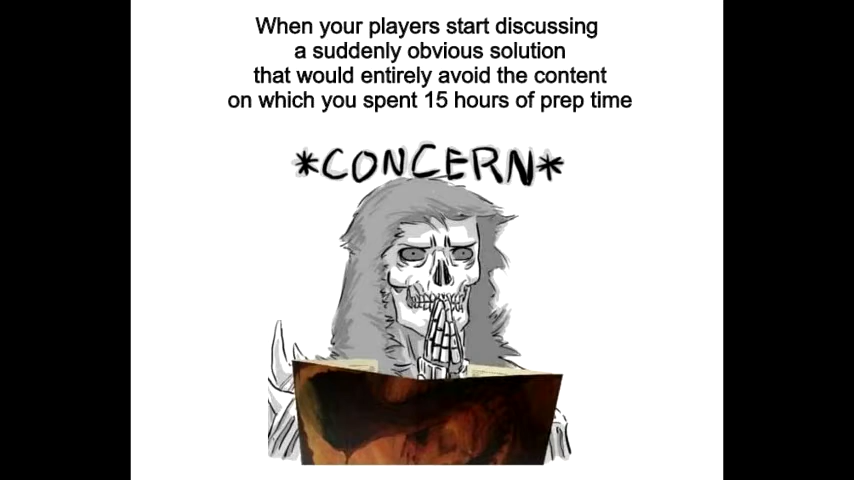 When your players start discussing
a suddenly obvious solution
that would entirely avoid the content
on which you spent 15 hours of prep time
*CONCERN*